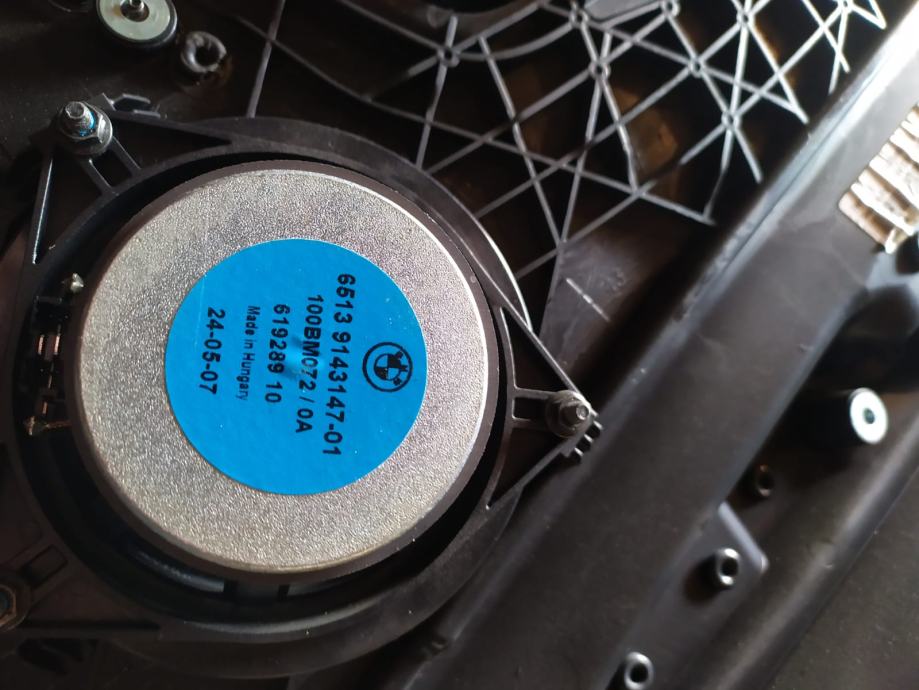 6513 9143147-01
100BM072 / 0A
619289 10
Made in Hungary
24-05-07